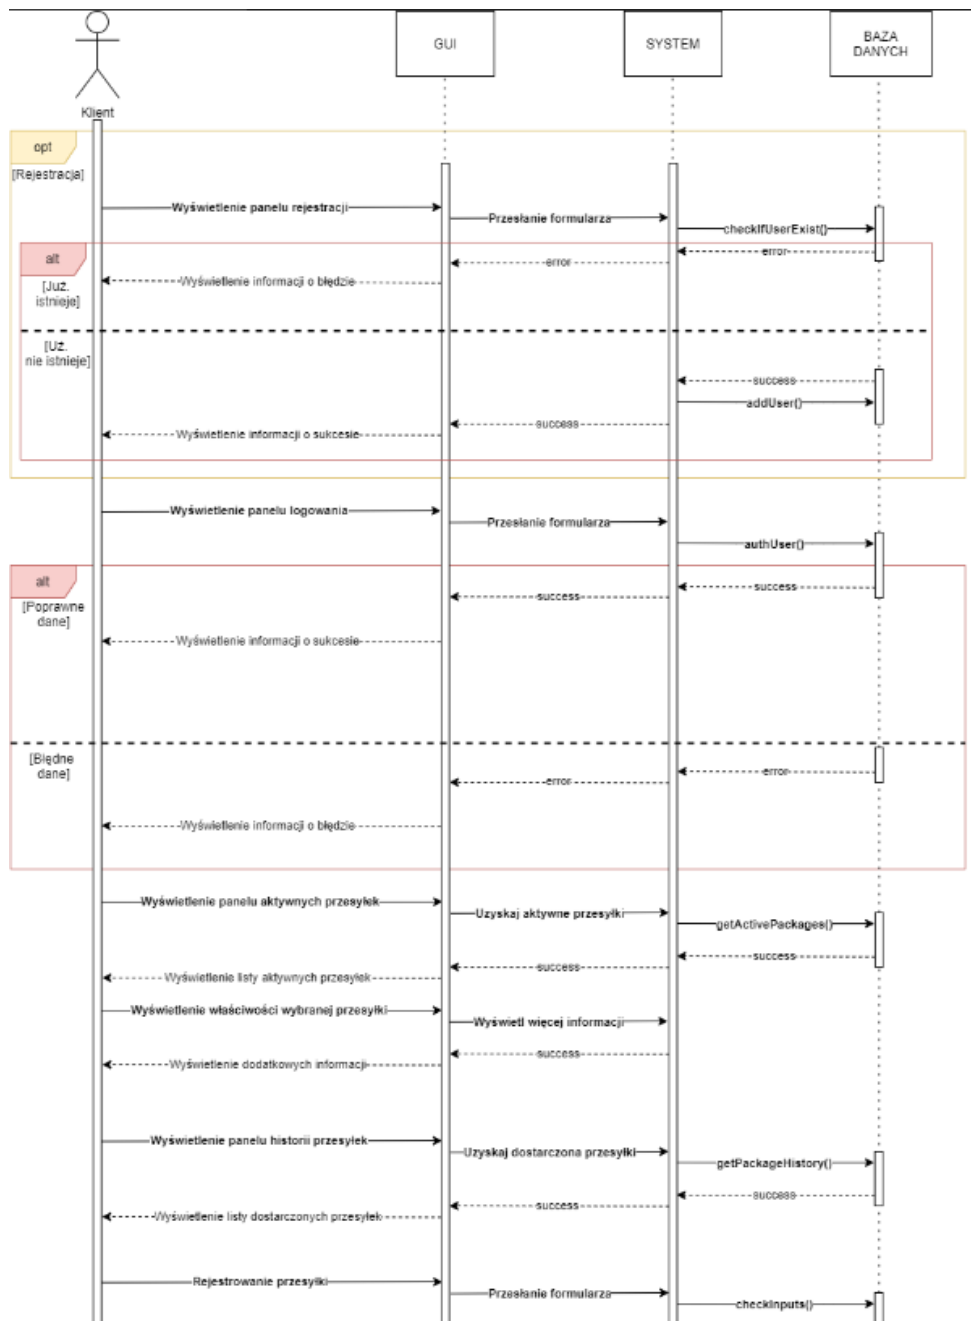 GUI
SYSTEM
BAZA
DANYCH
Klient
opt
[Rejestracja]
Wyświetlenie panelu rejestracji
Przesłanie formularza
checkIfUserExist()
error
error
alt
Wyświetlenie informacji o błędzie
[Już.
istnieje]
[Uż.
nie istnieje]
success
addUser()
success
Wyświetlenie informacji o sukcesie
Wyświetlenie panelu logowania
Przesłanie formularza
authUser()
alt
success
success
[Poprawne
dane]
Wyświetlenie informacji o sukcesie
[Błędne
dane]
error
error
Wyświetlenie informacji o błędzie
Wyświetlenie panelu aktywnych przesyłek
Uzyskaj aktywne przesyłki
getActivePackages()
success
success
Wyświetlenie listy aktywnych przesyłek
Wyświetlenie właściwości wybranej przesyłki
Wyświetl więcej informacji
success
Wyświetlenie dodatkowych informacji
Wyświetlenie panelu historii przesyłek
Uzyskaj dostarczona przesyłki
getPackageHistory()
success
success
Wyświetlenie listy dostarczonych przesyłek
Rejestrowanie przesyłki
Przesłanie formularza
checkInputs()